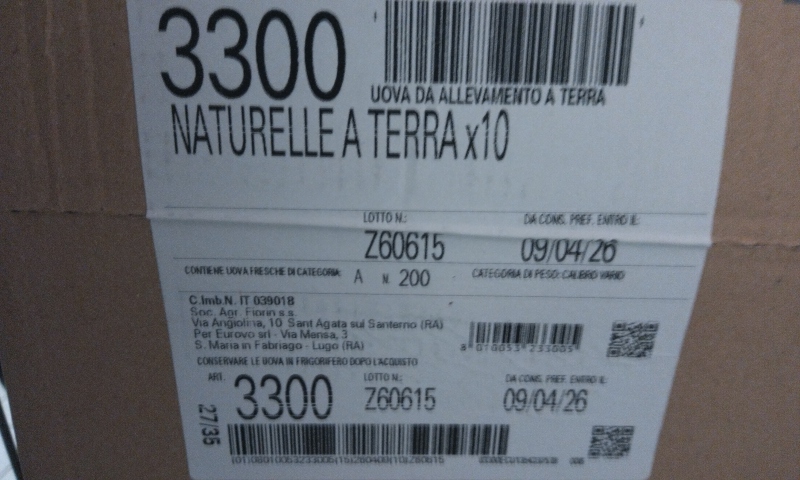 3300
UOVA DA ALLEVAMENTO A TERRA
NATURELLE A TERRA x10
LOTTO N.: DA CONS. PREF. ENTRO IL:
Z60615 09/04/26
CONTIENE UOVA FRESCHE DI CATEGORIA: A N. 200 CATEGORIA DI PESO: CALIBRO VARIO
C.Imb.N. IT 039018
Soc. Agr. Fiorin s.s.
Via Angiolina, 10 Sant Agata sul Santerno (RA)
Per Eurovo srl - Via Mensa, 3
S. Maria in Fabriago - Lugo (RA)
8 010053 233005
CONSERVARE LE UOVA IN FRIGORIFERO DOPO L'ACQUISTO
ART. LOTTO N.: DA CONS. PREF. ENTRO IL:
3300 Z60615 09/04/26
27/35